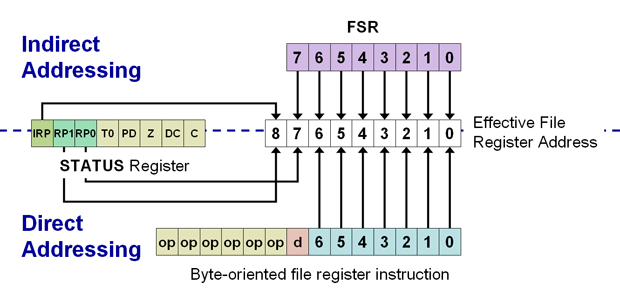 FSR
Indirect
Addressing
7 6 5 4 3 2 1 0
IRP RP1 RP0 TO PD Z DC C
8 7 6 5 4 3 2 1 0
Effective File
Register Address
STATUS Register
Direct
Addressing
op op op op op op d 6 5 4 3 2 1 0
Byte-oriented file register instruction